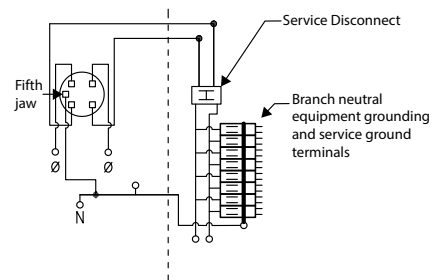 Service Disconnect
Fifth
jaw
Branch neutral
equipment grounding
and service ground
terminals
Ø
Ø
N